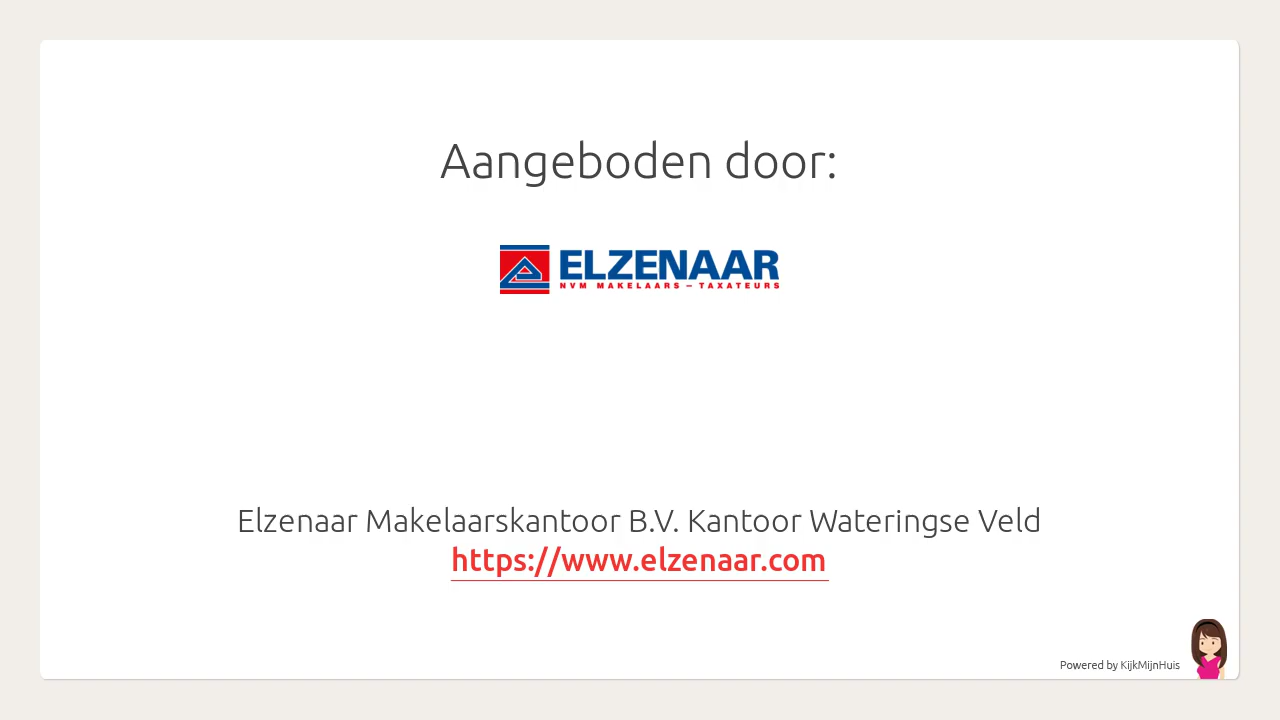 Aangeboden door:
ELZENAAR
NVM MAKELAARS – TAXATEURS
Elzenaar Makelaarskantoor B.V. Kantoor Wateringse Veld
https://www.elzenaar.com
Powered by KijkMijnHuis